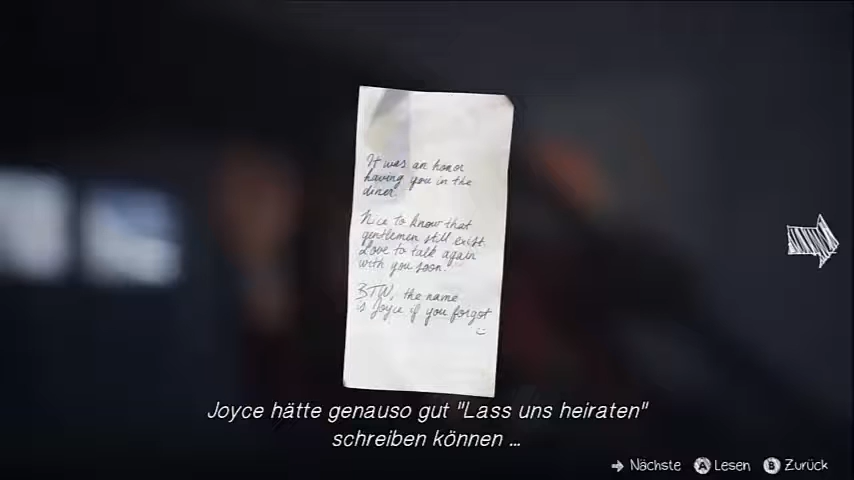 It was an honor
having you in the
diner.
Nice to know that
gentlemen still exist.
Love to talk again
with you soon.
BTW, the name
is Joyce if you forgot
Joyce hätte genauso gut "Lass uns heiraten"
schreiben können ...
Nächste A Lesen B Zurück